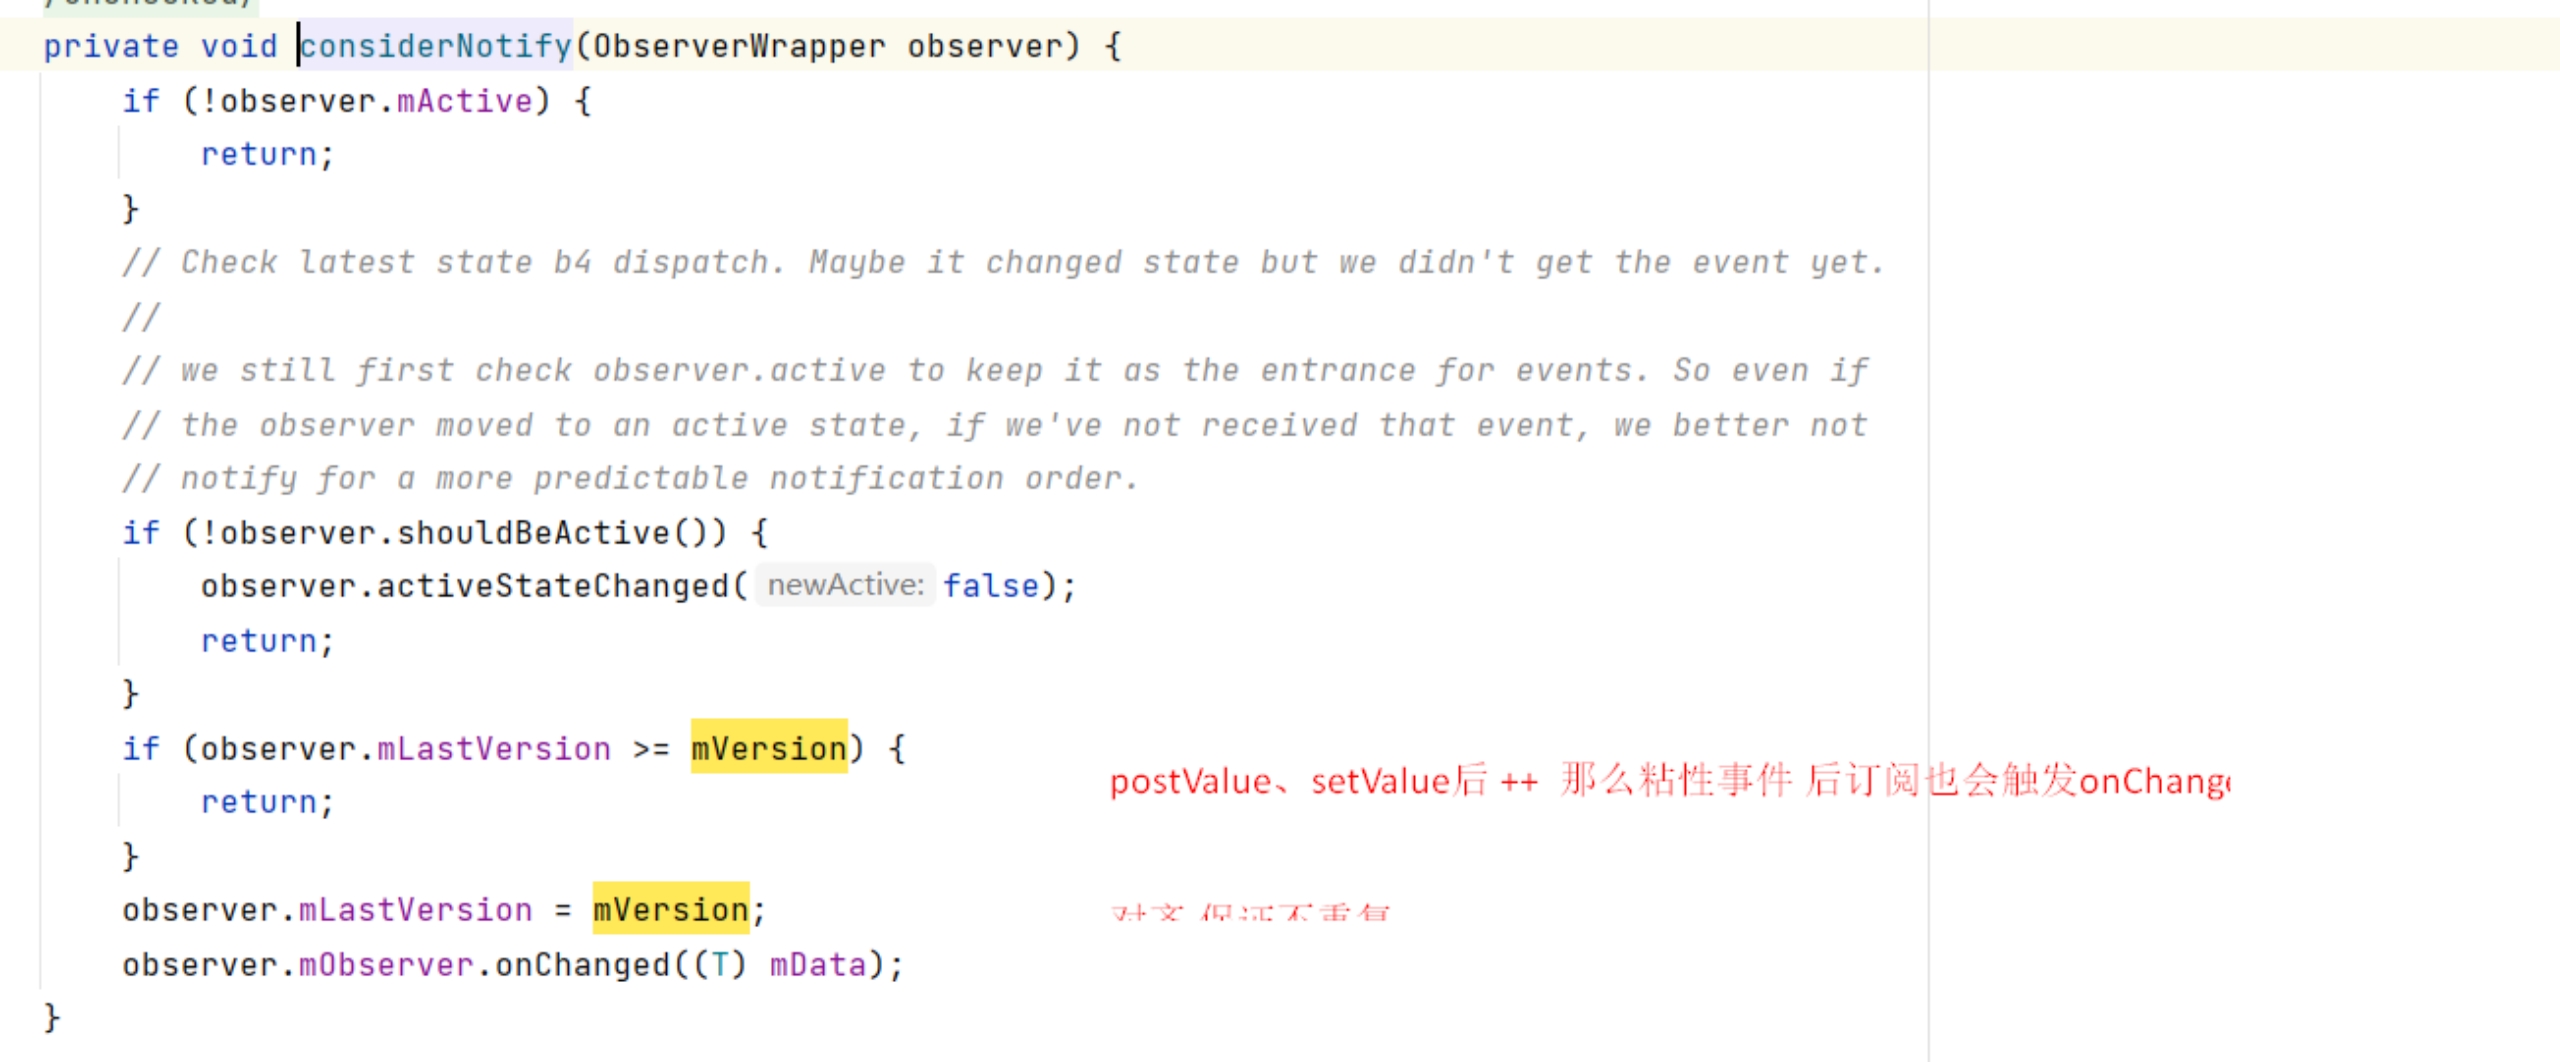 private void considerNotify(ObserverWrapper observer) {
if (!observer.mActive) {
return;
}
// Check latest state b4 dispatch. Maybe it changed state but we didn't get the event yet.
//
// we still first check observer.active to keep it as the entrance for events. So even if
// the observer moved to an active state, if we've not received that event, we better not
// notify for a more predictable notification order.
if (!observer.shouldBeActive()) {
observer.activeStateChanged( newActive: false);
return;
}
if (observer.mLastVersion >= mVersion) {
postValue、setValue后 ++ 那么粘性事件 后订阅也会触发onChange
return;
}
observer.mLastVersion = mVersion;
observer.mObserver.onChanged((T) mData);
}